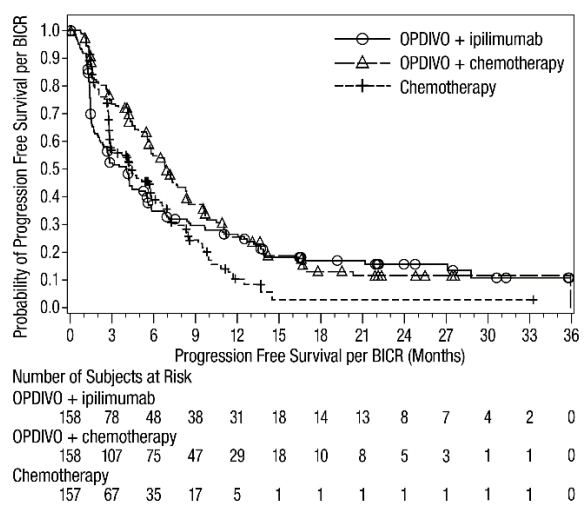 Probability of Progression Free Survival per BICR
1.0
0.9
0.8
0.7
0.6
0.5
0.4
0.3
0.2
0.1
0.0
OPDIVO + ipilimumab
OPDIVO + chemotherapy
Chemotherapy
0 3 6 9 12 15 18 21 24 27 30 33 36
Progression Free Survival per BICR (Months)
Number of Subjects at Risk
OPDIVO + ipilimumab
158 78 48 38 31 18 14 13 8 7 4 2 0
OPDIVO + chemotherapy
158 107 75 47 29 18 10 8 5 3 1 1 0
Chemotherapy
157 67 35 17 5 1 1 1 1 1 1 1 0